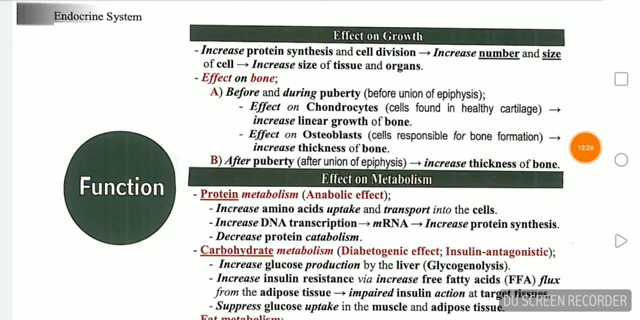 Endocrine System
Effect on Growth
- Increase protein synthesis and cell division → Increase number and size
of cell → Increase size of tissue and organs.
- Effect on bone;
A) Before and during puberty (before union of epiphysis);
- Effect on Chondrocytes (cells found in healthy cartilage) →
increase linear growth of bone.
- Effect on Osteoblasts (cells responsible for bone formation) →
increase thickness of bone.
B) After puberty (after union of epiphysis) → increase thickness of bone.
12:24
Function
Effect on Metabolism
- Protein metabolism (Anabolic effect);
- Increase amino acids uptake and transport into the cells.
- Increase DNA transcription → mRNA → Increase protein synthesis.
- Decrease protein catabolism.
- Carbohydrate metabolism (Diabetogenic effect; Insulin-antagonistic);
- Increase glucose production by the liver (Glycogenolysis).
- Increase insulin resistance via increase free fatty acids (FFA) flux
from the adipose tissue → impaired insulin action at target tissues.
- Suppress glucose uptake in the muscle and adipose tissue.
DU SCREEN RECORDER
Fat metabolism;